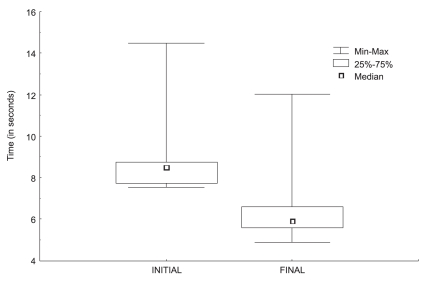 16
14
12
10
8
6
4
Time (in seconds)
Min-Max
25%-75%
Median
INITIAL
FINAL